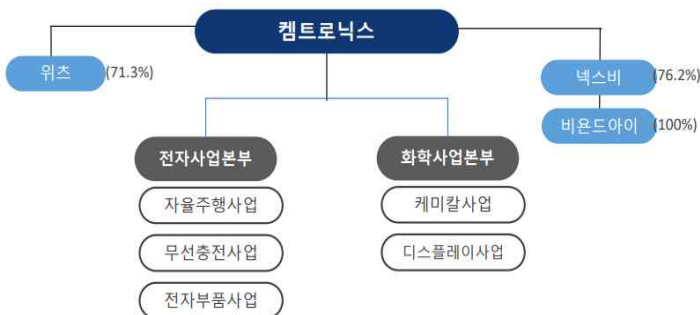 켐트로닉스
위츠 (71.3%)
넥스비 (76.2%)
비욘드아이 (100%)
전자사업본부
화학사업본부
자율주행사업
케미칼사업
무선충전사업
디스플레이사업
전자부품사업